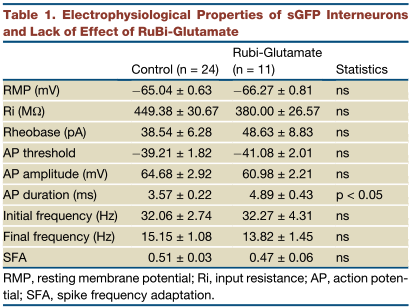 Table 1. Electrophysiological Properties of sGFP Interneurons
and Lack of Effect of RuBi-Glutamate
Control (n = 24) Rubi-Glutamate (n = 11) Statistics
RMP (mV) −65.04 ± 0.63 −66.27 ± 0.81 ns
Ri (MΩ) 449.38 ± 30.67 380.00 ± 26.57 ns
Rheobase (pA) 38.54 ± 6.28 48.63 ± 8.83 ns
AP threshold −39.21 ± 1.82 −41.08 ± 2.01 ns
AP amplitude (mV) 64.68 ± 2.92 60.98 ± 2.21 ns
AP duration (ms) 3.57 ± 0.22 4.89 ± 0.43 p < 0.05
Initial frequency (Hz) 32.06 ± 2.74 32.27 ± 4.31 ns
Final frequency (Hz) 15.15 ± 1.08 13.82 ± 1.45 ns
SFA 0.51 ± 0.03 0.47 ± 0.06 ns
RMP, resting membrane potential; Ri, input resistance; AP, action poten-
tial; SFA, spike frequency adaptation.